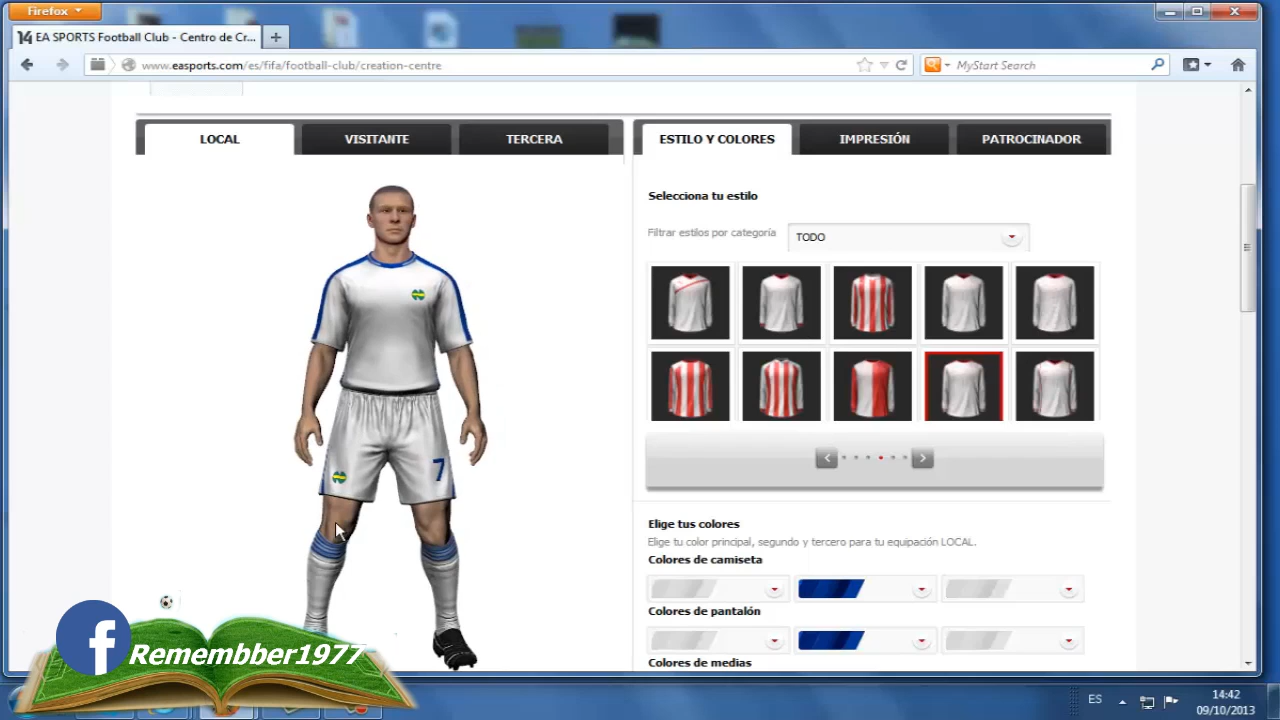 Firefox
14 EA SPORTS Football Club - Centro de Cr...
www.easports.com/es/fifa/football-club/creation-centre
MyStart Search
LOCAL
VISITANTE
TERCERA
ESTILO Y COLORES
IMPRESIÓN
PATROCINADOR
Selecciona tu estilo
Filtrar estilos por categoría
TODO
7
Elige tus colores
Elige tu color principal, segundo y tercero para tu equipación LOCAL.
Colores de camiseta
Colores de pantalón
Colores de medias
f
Remembber1977
ES
14:42
09/10/2013